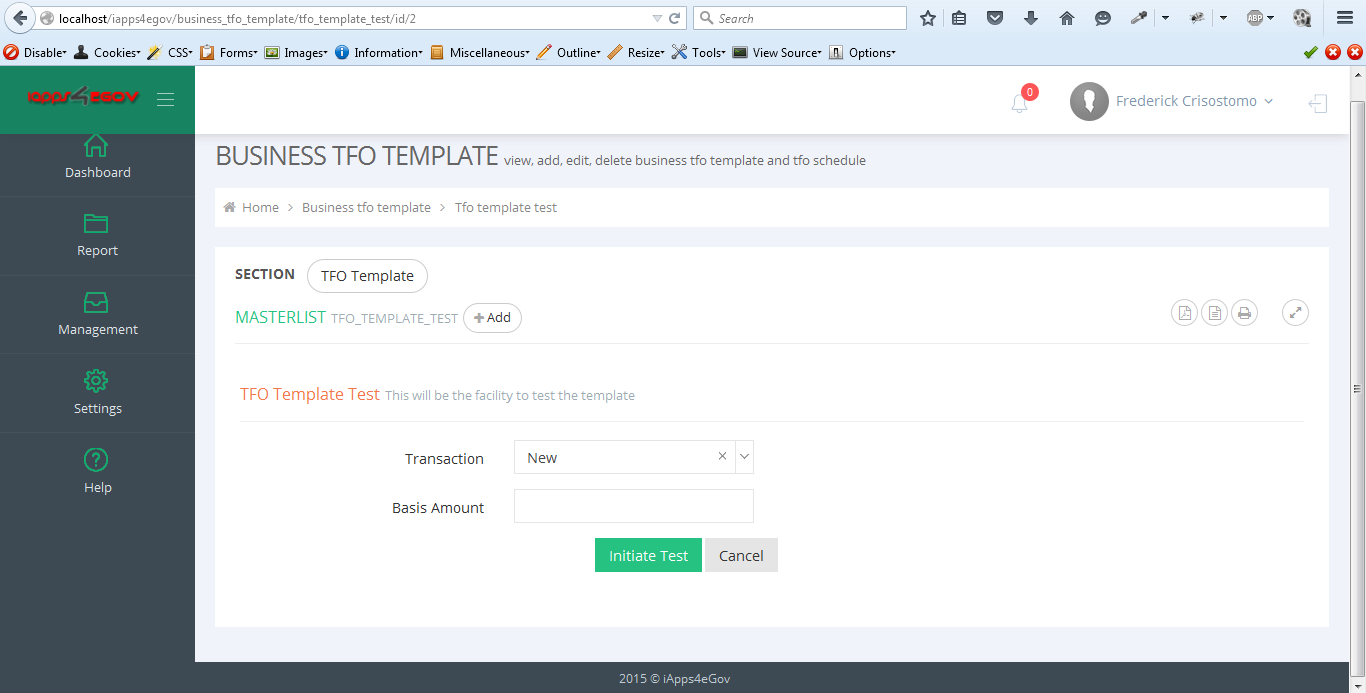 localhost/iapps4egov/business_tfo_template/tfo_template_test/id/2
Search
ABP
Disable Cookies CSS Forms Images Information Miscellaneous Outline Resize Tools View Source Options
iapps4EGOV
0
Frederick Crisostomo
Dashboard
Report
Management
Settings
Help
BUSINESS TFO TEMPLATE view, add, edit, delete business tfo template and tfo schedule
Home > Business tfo template > Tfo template test
SECTION TFO Template
MASTERLIST TFO_TEMPLATE_TEST + Add
TFO Template Test This will be the facility to test the template
Transaction New ×
Basis Amount
Initiate Test Cancel
2015 © iApps4eGov